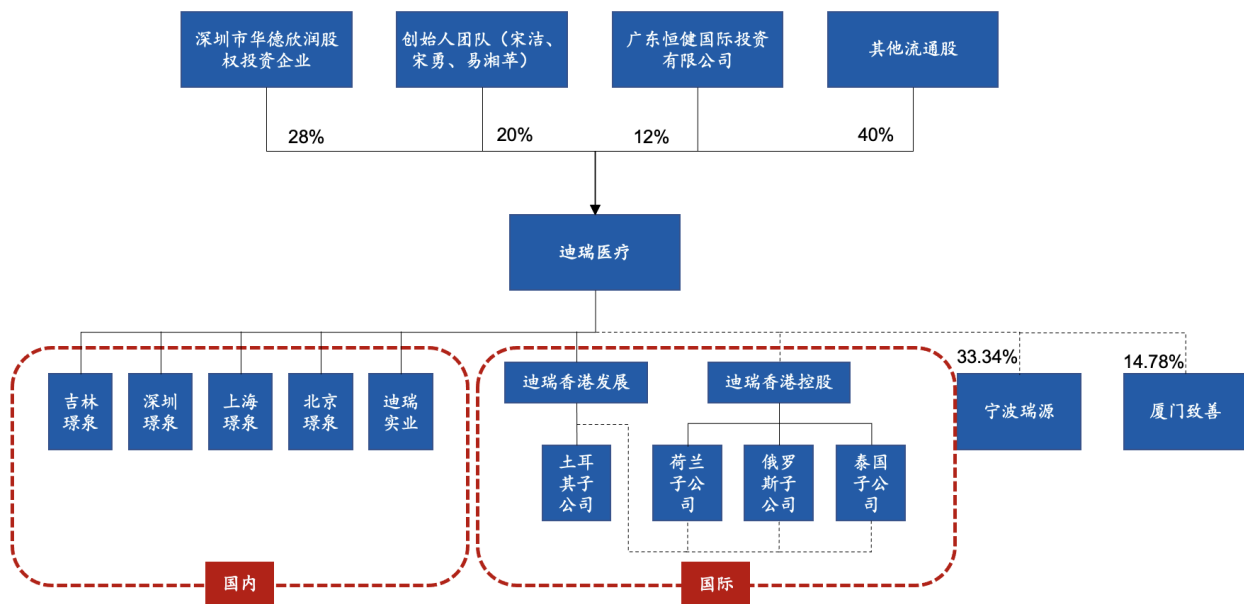 深圳市华德欣润股
权投资企业
创始人团队（宋洁、
宋勇、易湘苹）
广东恒健国际投资
有限公司
其他流通股
28%
20%
12%
40%
迪瑞医疗
33.34%
14.78%
吉林
璟泉
深圳
璟泉
上海
璟泉
北京
璟泉
迪瑞
实业
迪瑞香港发展
迪瑞香港控股
宁波瑞源
厦门致善
土耳
其子
公司
荷兰
子公
司
俄罗
斯子
公司
泰国
子公
司
国内
国际